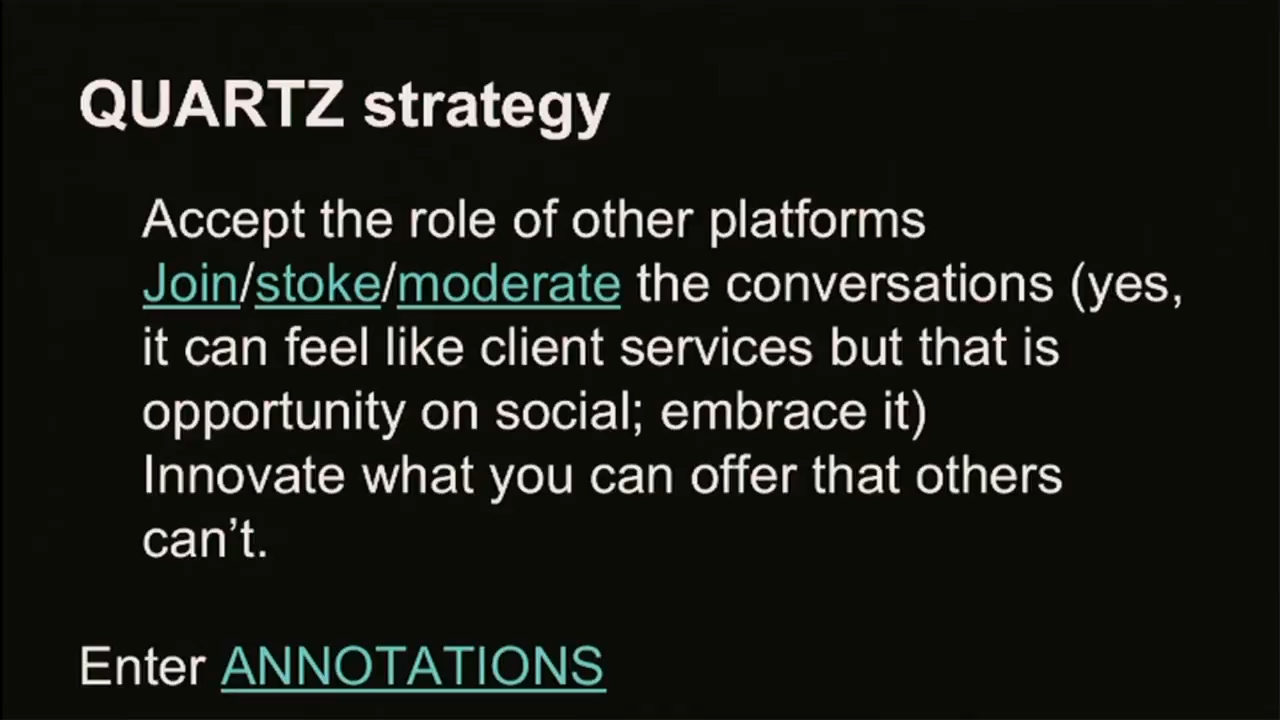 QUARTZ strategy
Accept the role of other platforms
Join/stoke/moderate the conversations (yes,
it can feel like client services but that is
opportunity on social; embrace it)
Innovate what you can offer that others
can’t.
Enter ANNOTATIONS